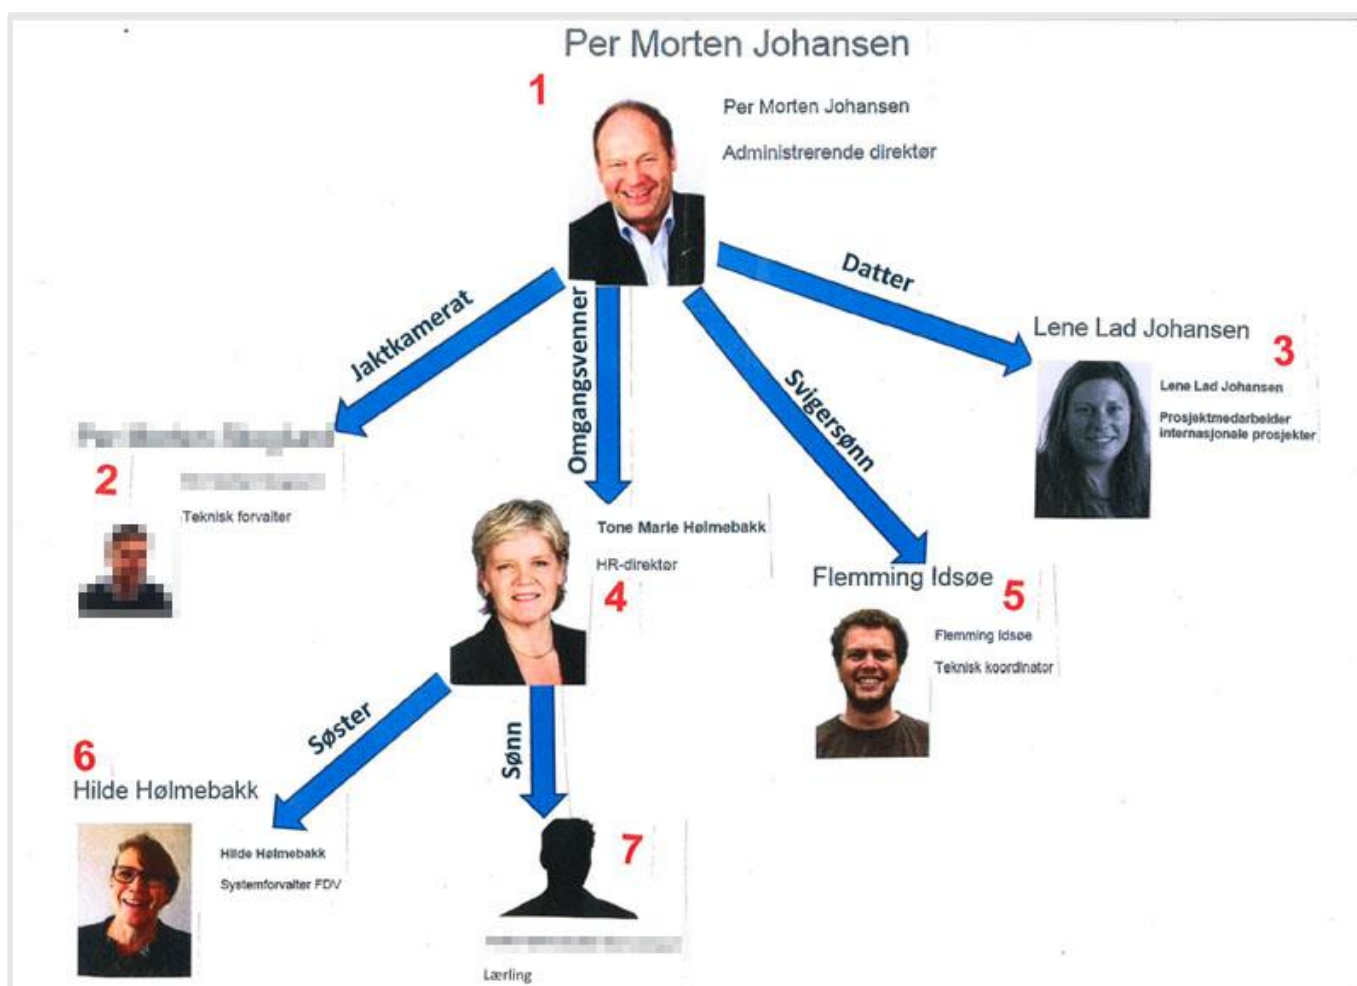 Per Morten Johansen
1
Per Morten Johansen
Administrerende direktør
Datter
Jaktkamerat
Omgangsvenner
Svigersønn
Lene Lad Johansen
3
Lene Lad Johansen
Prosjektmedarbeider
internasjonale prosjekter
2
Teknisk forvalter
Tone Marie Hølmebakk
HR-direktør
4
Flemming Idsøe
5
Flemming Idsøe
Teknisk koordinator
Søster
Sønn
6
Hilde Hølmebakk
Hilde Hølmebakk
Systemforvalter FDV
7
Lærling